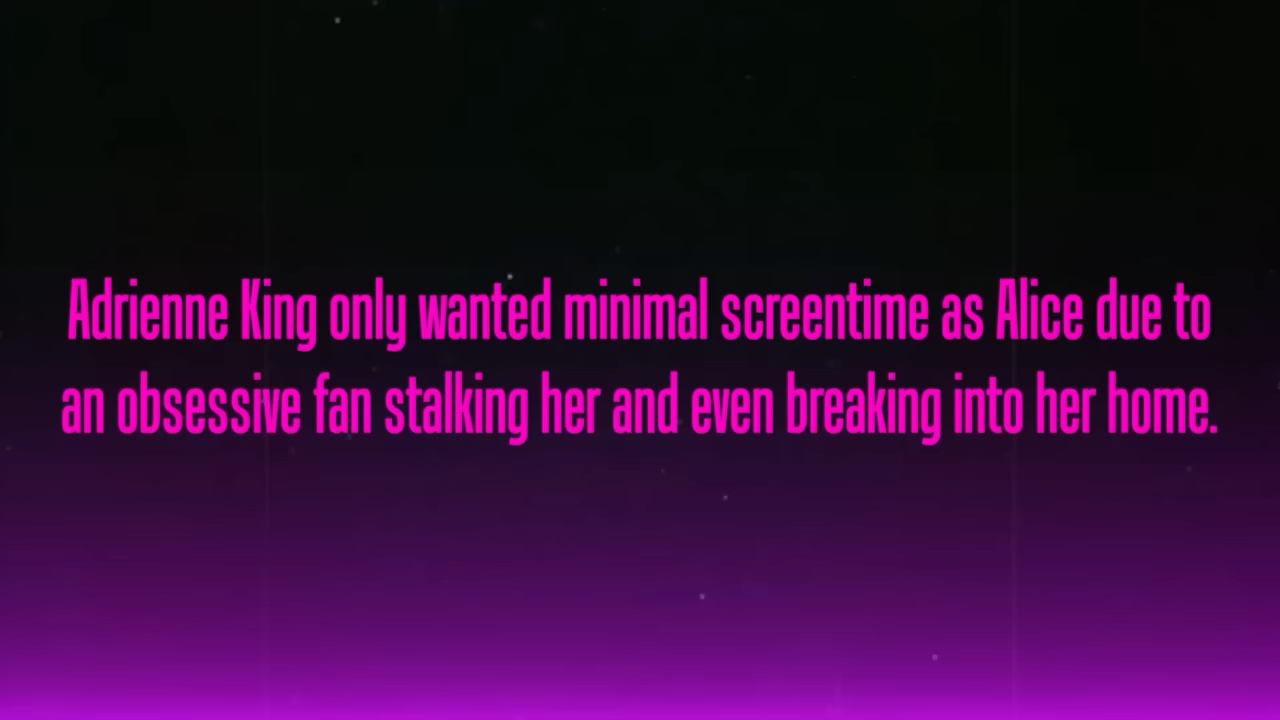 Adrienne King only wanted minimal screentime as Alice due to
an obsessive fan stalking her and even breaking into her home.